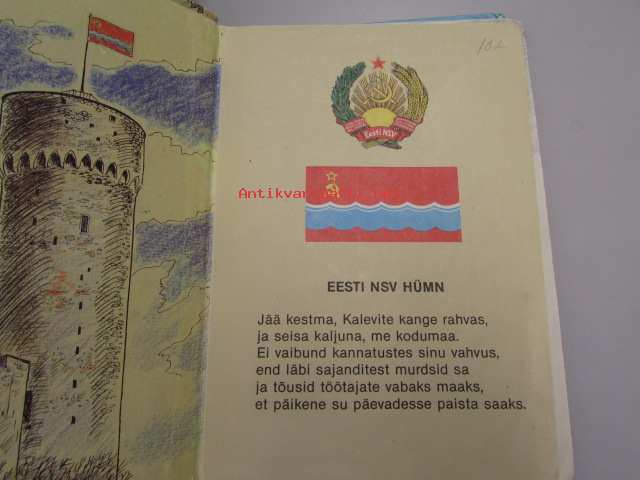 102
Eesti NSV
EESTI NSV HÜMN
Jää kestma, Kalevite kange rahvas,
ja seisa kaljuna, me kodumaa.
Ei vaibund kannatustes sinu vahvus,
end läbi sajanditest murdsid sa
ja tõusid töötajate vabaks maaks,
et päikene su päevadesse paista saaks.